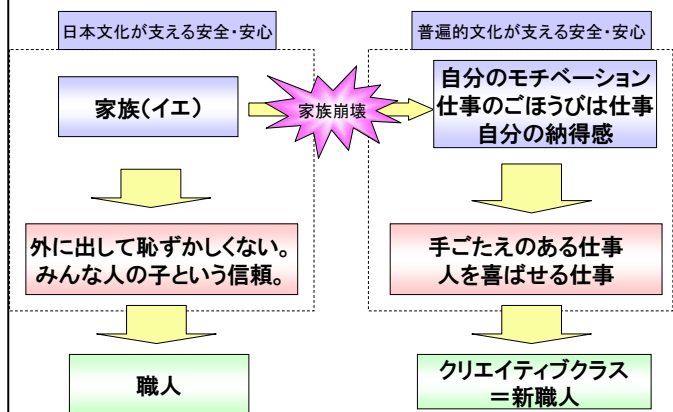 日本文化が支える安全・安心
普遍的文化が支える安全・安心
家族(イエ)
家族崩壊
自分のモチベーション
仕事のごほうびは仕事
自分の納得感
外に出して恥ずかしくない。
みんな人の子という信頼。
手ごたえのある仕事
人を喜ばせる仕事
職人
クリエイティブクラス
=新職人